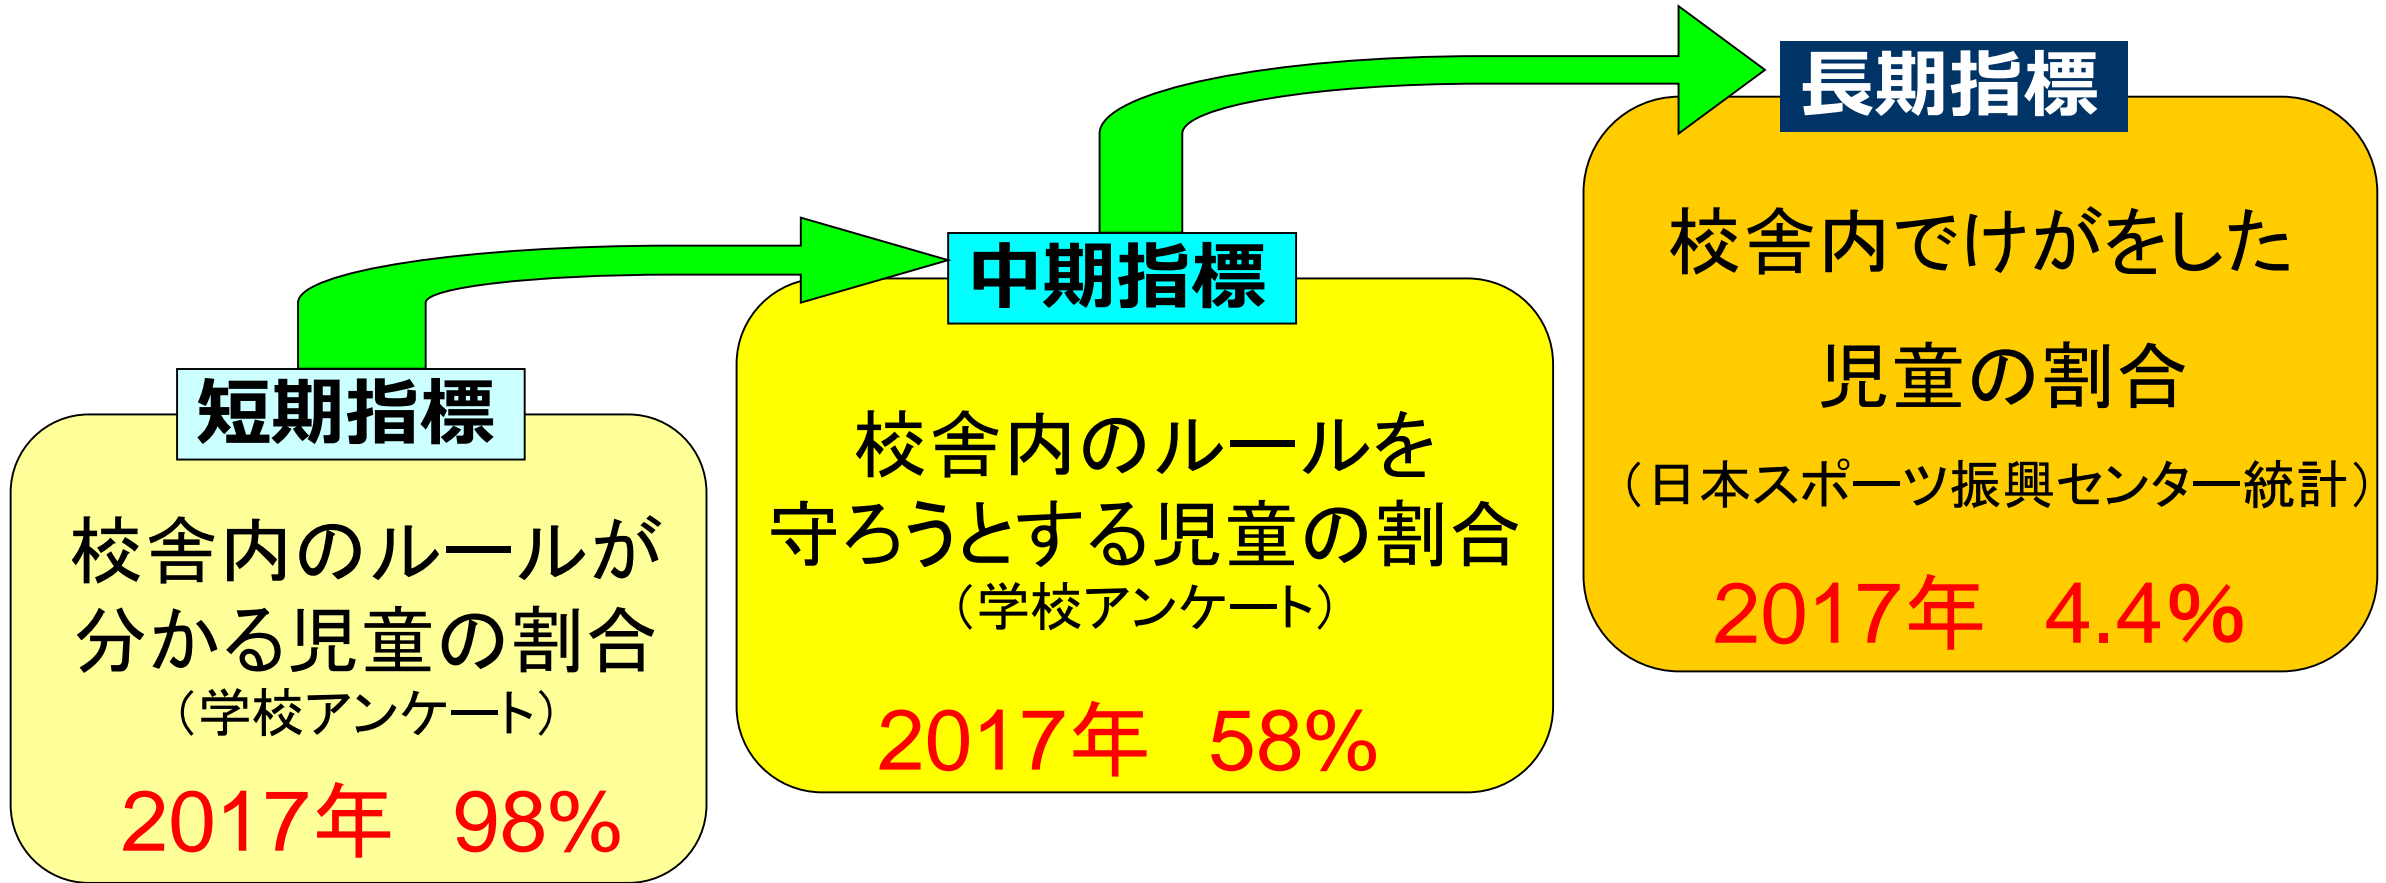 短期指標
校舎内のルールが
分かる児童の割合
（学校アンケート）
2017年　98%
中期指標
校舎内のルールを
守ろうとする児童の割合
（学校アンケート）
2017年　58%
長期指標
校舎内でけがをした
児童の割合
（日本スポーツ振興センター統計）
2017年　4.4%